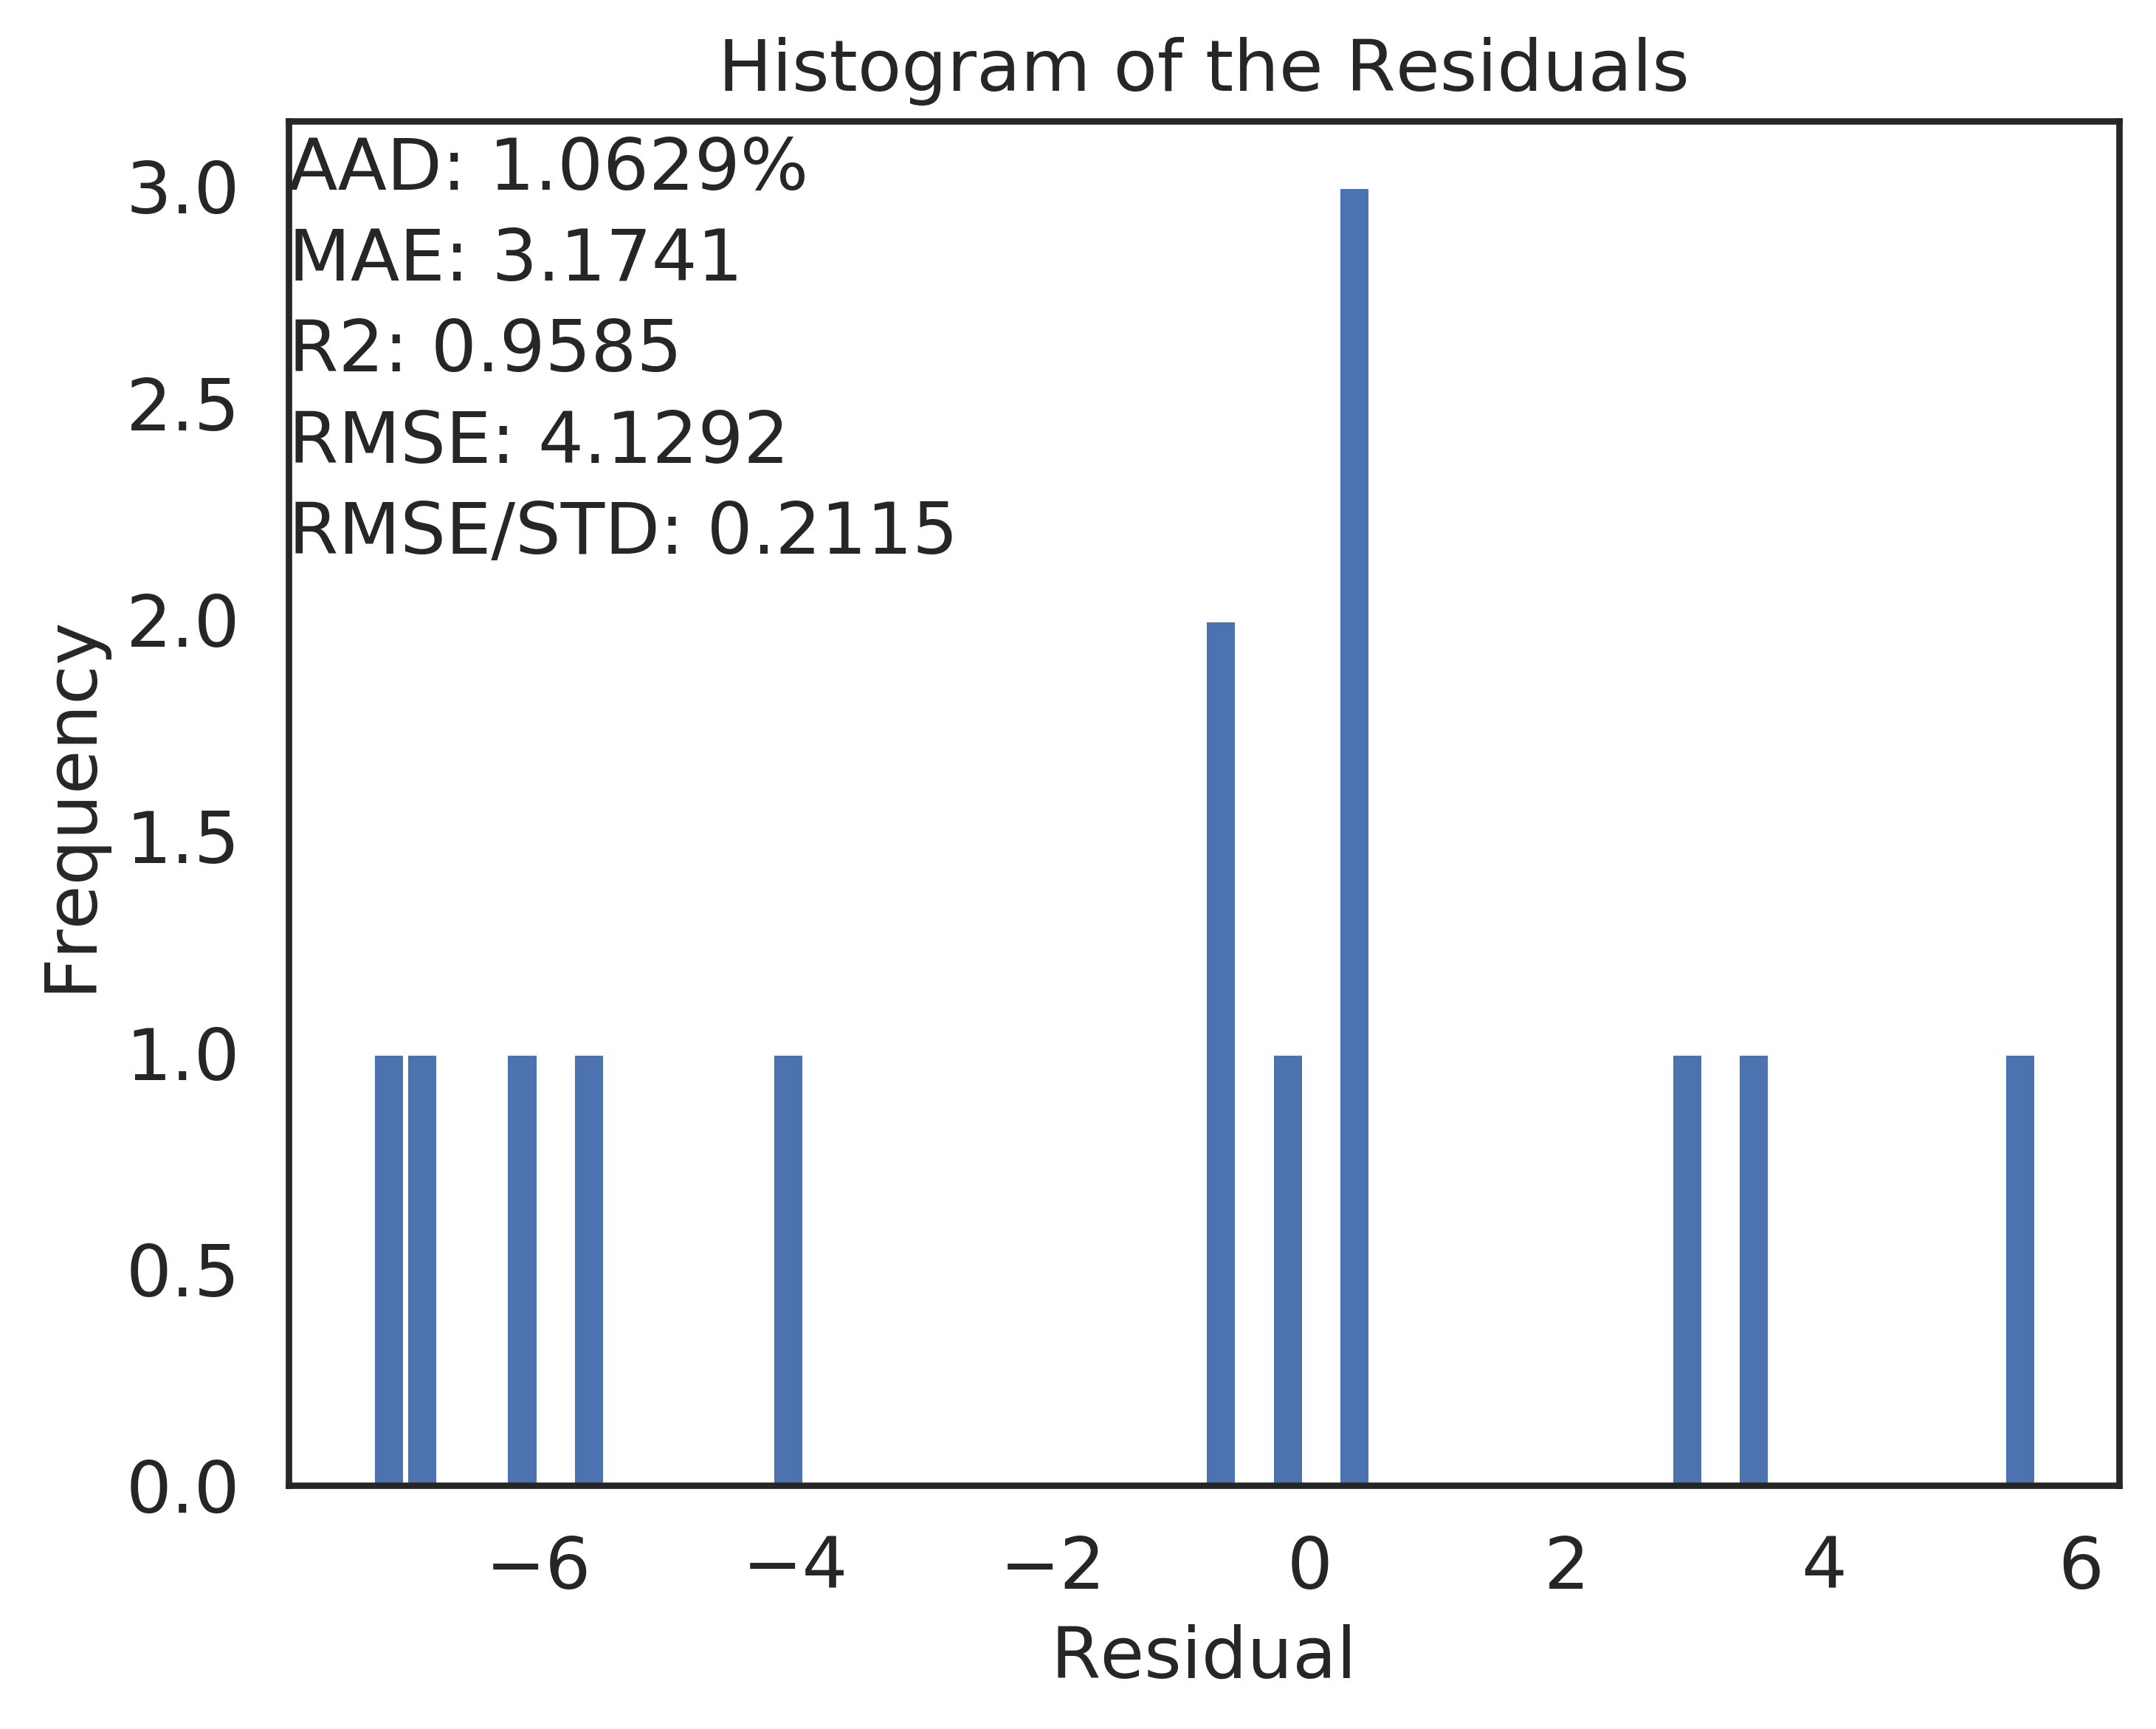 Histogram of the Residuals
AAD: 1.0629%
MAE: 3.1741
R2: 0.9585
RMSE: 4.1292
RMSE/STD: 0.2115
Frequency
3.0
2.5
2.0
1.5
1.0
0.5
0.0
−6 −4 −2 0 2 4 6
Residual